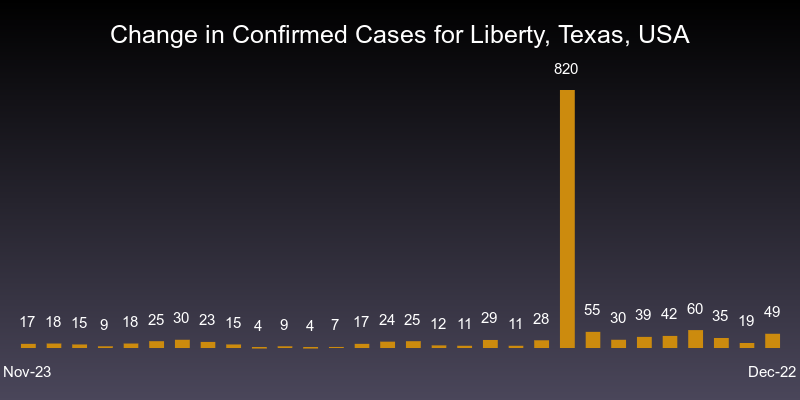 Change in Confirmed Cases for Liberty, Texas, USA
820
17 18 15 9 18 25 30 23 15 4 9 4 7 17 24 25 12 11 29 11 28 55 30 39 42 60 35 19 49
Nov-23 Dec-22